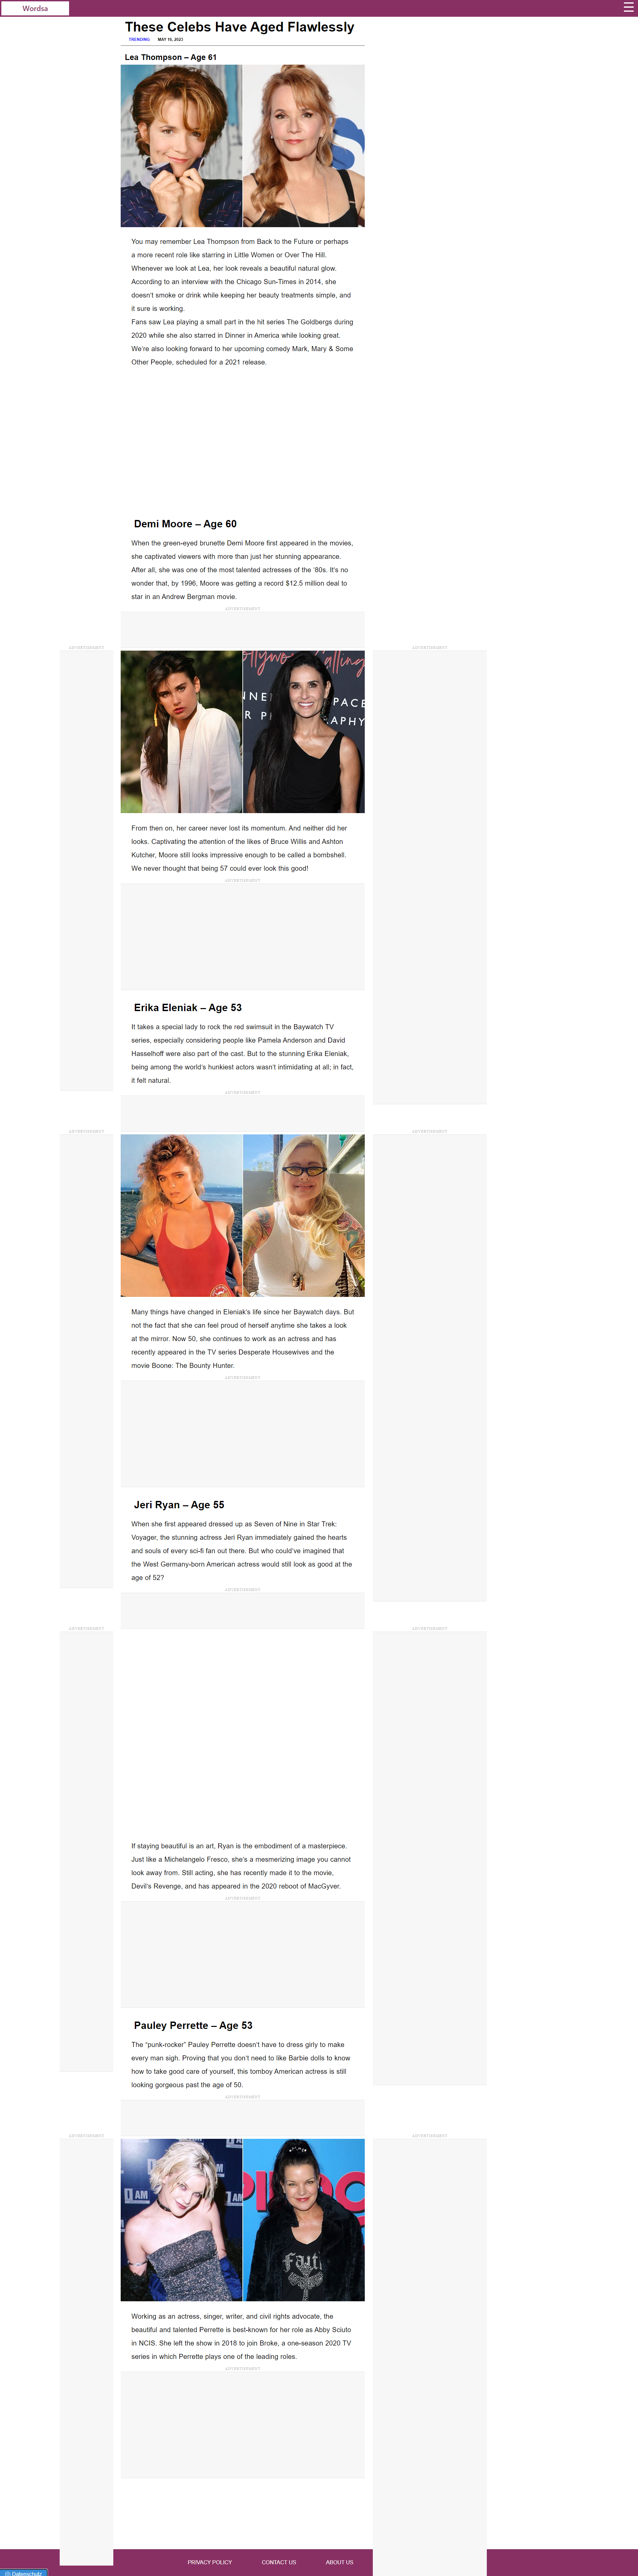 Wordsa
These Celebs Have Aged Flawlessly
TRENDING MAY 15, 2023
Lea Thompson – Age 61
You may remember Lea Thompson from Back to the Future or perhaps
a more recent role like starring in Little Women or Over The Hill.
Whenever we look at Lea, her look reveals a beautiful natural glow.
According to an interview with the Chicago Sun-Times in 2014, she
doesn't smoke or drink while keeping her beauty treatments simple, and
it sure is working.
Fans saw Lea playing a small part in the hit series The Goldbergs during
2020 while she also starred in Dinner in America while looking great.
We're also looking forward to her upcoming comedy Mark, Mary & Some
Other People, scheduled for a 2021 release.
Demi Moore – Age 60
When the green-eyed brunette Demi Moore first appeared in the movies,
she captivated viewers with more than just her stunning appearance.
After all, she was one of the most talented actresses of the '80s. It's no
wonder that, by 1996, Moore was getting a record $12.5 million deal to
star in an Andrew Bergman movie.
ADVERTISEMENT
ADVERTISEMENT
ADVERTISEMENT
From then on, her career never lost its momentum. And neither did her
looks. Captivating the attention of the likes of Bruce Willis and Ashton
Kutcher, Moore still looks impressive enough to be called a bombshell.
We never thought that being 57 could ever look this good!
ADVERTISEMENT
Erika Eleniak – Age 53
It takes a special lady to rock the red swimsuit in the Baywatch TV
series, especially considering people like Pamela Anderson and David
Hasselhoff were also part of the cast. But to the stunning Erika Eleniak,
being among the world's hunkiest actors wasn't intimidating at all; in fact,
it felt natural.
ADVERTISEMENT
ADVERTISEMENT
ADVERTISEMENT
Many things have changed in Eleniak's life since her Baywatch days. But
not the fact that she can feel proud of herself anytime she takes a look
at the mirror. Now 50, she continues to work as an actress and has
recently appeared in the TV series Desperate Housewives and the
movie Boone: The Bounty Hunter.
ADVERTISEMENT
Jeri Ryan – Age 55
When she first appeared dressed up as Seven of Nine in Star Trek:
Voyager, the stunning actress Jeri Ryan immediately gained the hearts
and souls of every sci-fi fan out there. But who could've imagined that
the West Germany-born American actress would still look as good at the
age of 52?
ADVERTISEMENT
ADVERTISEMENT
ADVERTISEMENT
If staying beautiful is an art, Ryan is the embodiment of a masterpiece.
Just like a Michelangelo Fresco, she's a mesmerizing image you cannot
look away from. Still acting, she has recently made it to the movie,
Devil's Revenge, and has appeared in the 2020 reboot of MacGyver.
ADVERTISEMENT
Pauley Perrette – Age 53
The “punk-rocker” Pauley Perrette doesn't have to dress girly to make
every man sigh. Proving that you don't need to like Barbie dolls to know
how to take good care of yourself, this tomboy American actress is still
looking gorgeous past the age of 50.
ADVERTISEMENT
ADVERTISEMENT
ADVERTISEMENT
I AM
Faith
Working as an actress, singer, writer, and civil rights advocate, the
beautiful and talented Perrette is best-known for her role as Abby Sciuto
in NCIS. She left the show in 2018 to join Broke, a one-season 2020 TV
series in which Perrette plays one of the leading roles.
ADVERTISEMENT
PRIVACY POLICY CONTACT US ABOUT US
Datenschutz